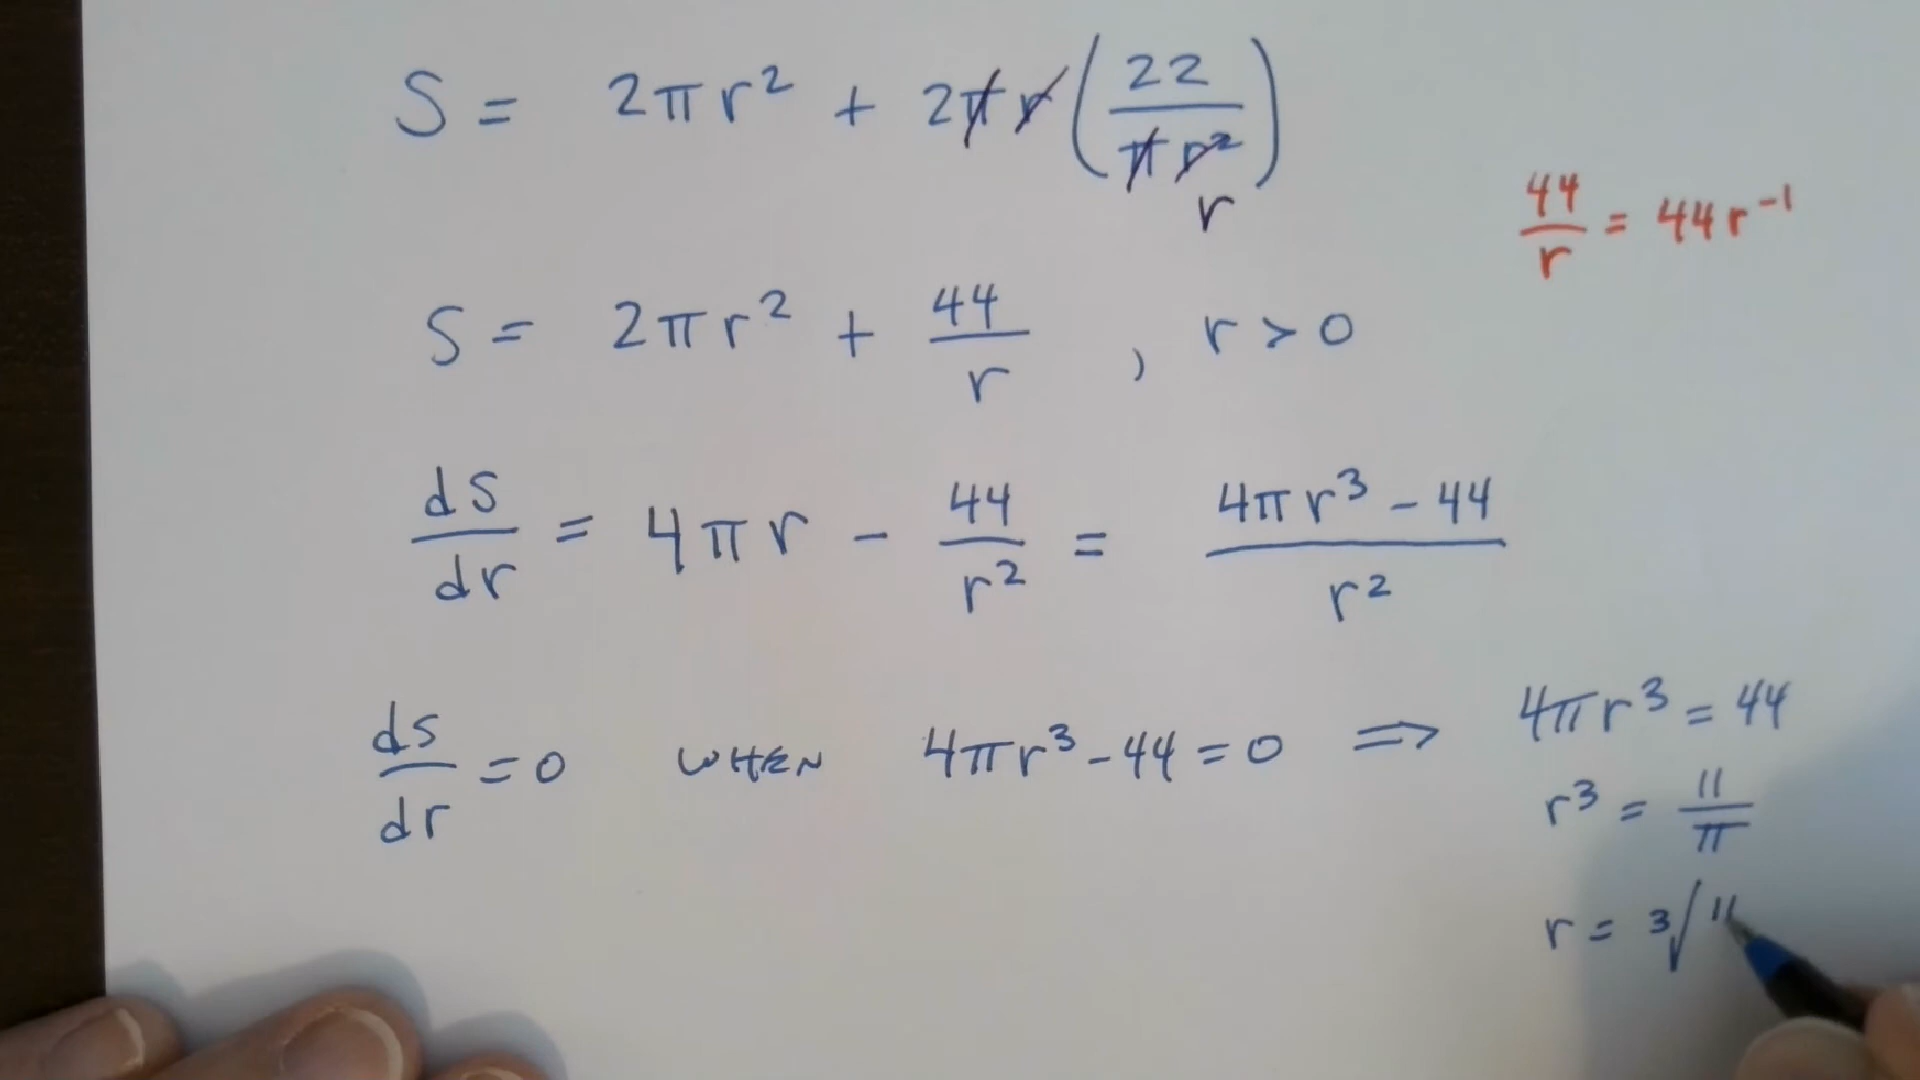 S = 2πr² + 2πr(22/πr²)
r
44/r = 44r⁻¹
S = 2πr² + 44/r , r > 0
dS/dr = 4πr - 44/r² = (4πr³ - 44)/r²
dS/dr = 0 WHEN 4πr³ - 44 = 0 ⇒ 4πr³ = 44
r³ = 11/π
r = ³√11